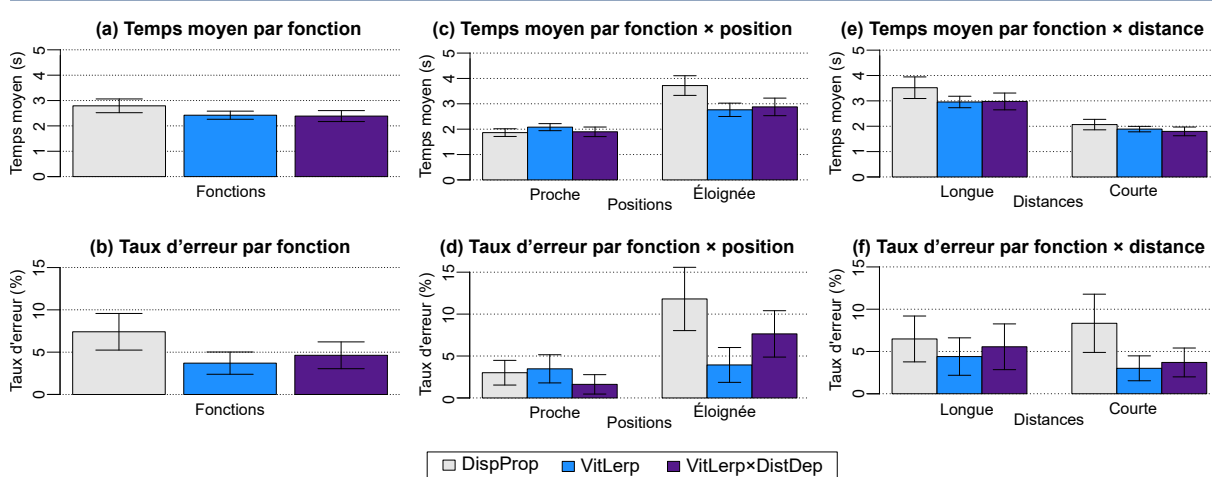 (a) Temps moyen par fonction
Temps moyen (s)
0 1 2 3 4 5
Fonctions
(c) Temps moyen par fonction × position
Temps moyen (s)
0 1 2 3 4 5
Proche Éloignée
Positions
(e) Temps moyen par fonction × distance
Temps moyen (s)
0 1 2 3 4 5
Longue Courte
Distances
(b) Taux d'erreur par fonction
Taux d'erreur (%)
0 5 10 15
Fonctions
(d) Taux d'erreur par fonction × position
Taux d'erreur (%)
0 5 10 15
Proche Éloignée
Positions
(f) Taux d'erreur par fonction × distance
Taux d'erreur (%)
0 5 10 15
Longue Courte
Distances
DispProp VitLerp VitLerp×DistDep